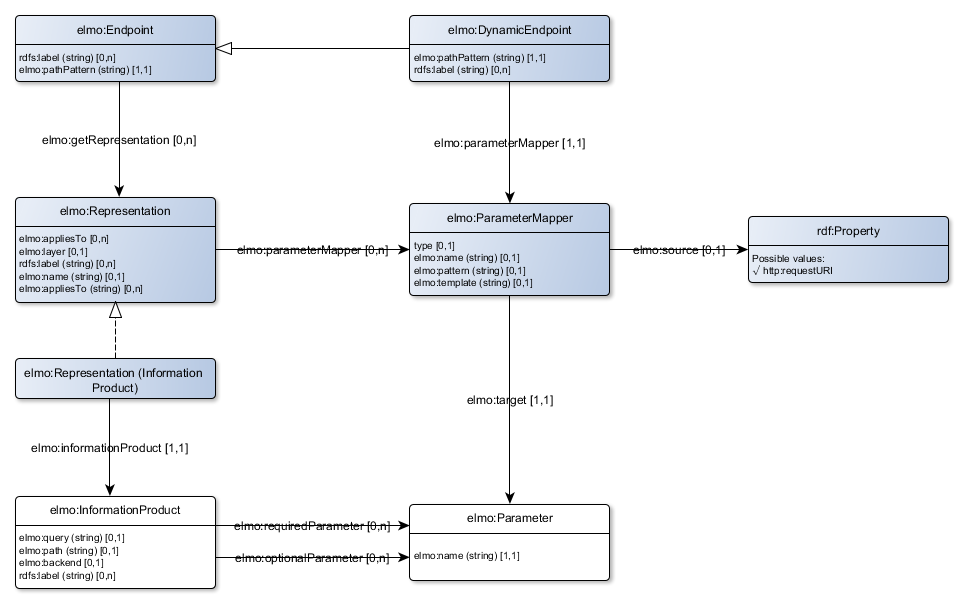 elmo:Endpoint
rdfs:label (string) [0,n]
elmo:pathPattern (string) [1,1]
elmo:DynamicEndpoint
elmo:pathPattern (string) [1,1]
rdfs:label (string) [0,n]
elmo:getRepresentation [0,n]
elmo:parameterMapper [1,1]
elmo:Representation
elmo:appliesTo [0,n]
elmo:layer [0,1]
rdfs:label (string) [0,n]
elmo:name (string) [0,1]
elmo:appliesTo (string) [0,n]
elmo:parameterMapper [0,n]
elmo:ParameterMapper
type [0,1]
elmo:name (string) [0,1]
elmo:pattern (string) [0,1]
elmo:template (string) [0,1]
elmo:source [0,1]
rdf:Property
Possible values:
√ http:requestURI
elmo:Representation (Information
Product)
elmo:target [1,1]
elmo:informationProduct [1,1]
elmo:InformationProduct
elmo:query (string) [0,1]
elmo:path (string) [0,1]
elmo:backend [0,1]
rdfs:label (string) [0,n]
elmo:requiredParameter [0,n]
elmo:optionalParameter [0,n]
elmo:Parameter
elmo:name (string) [1,1]